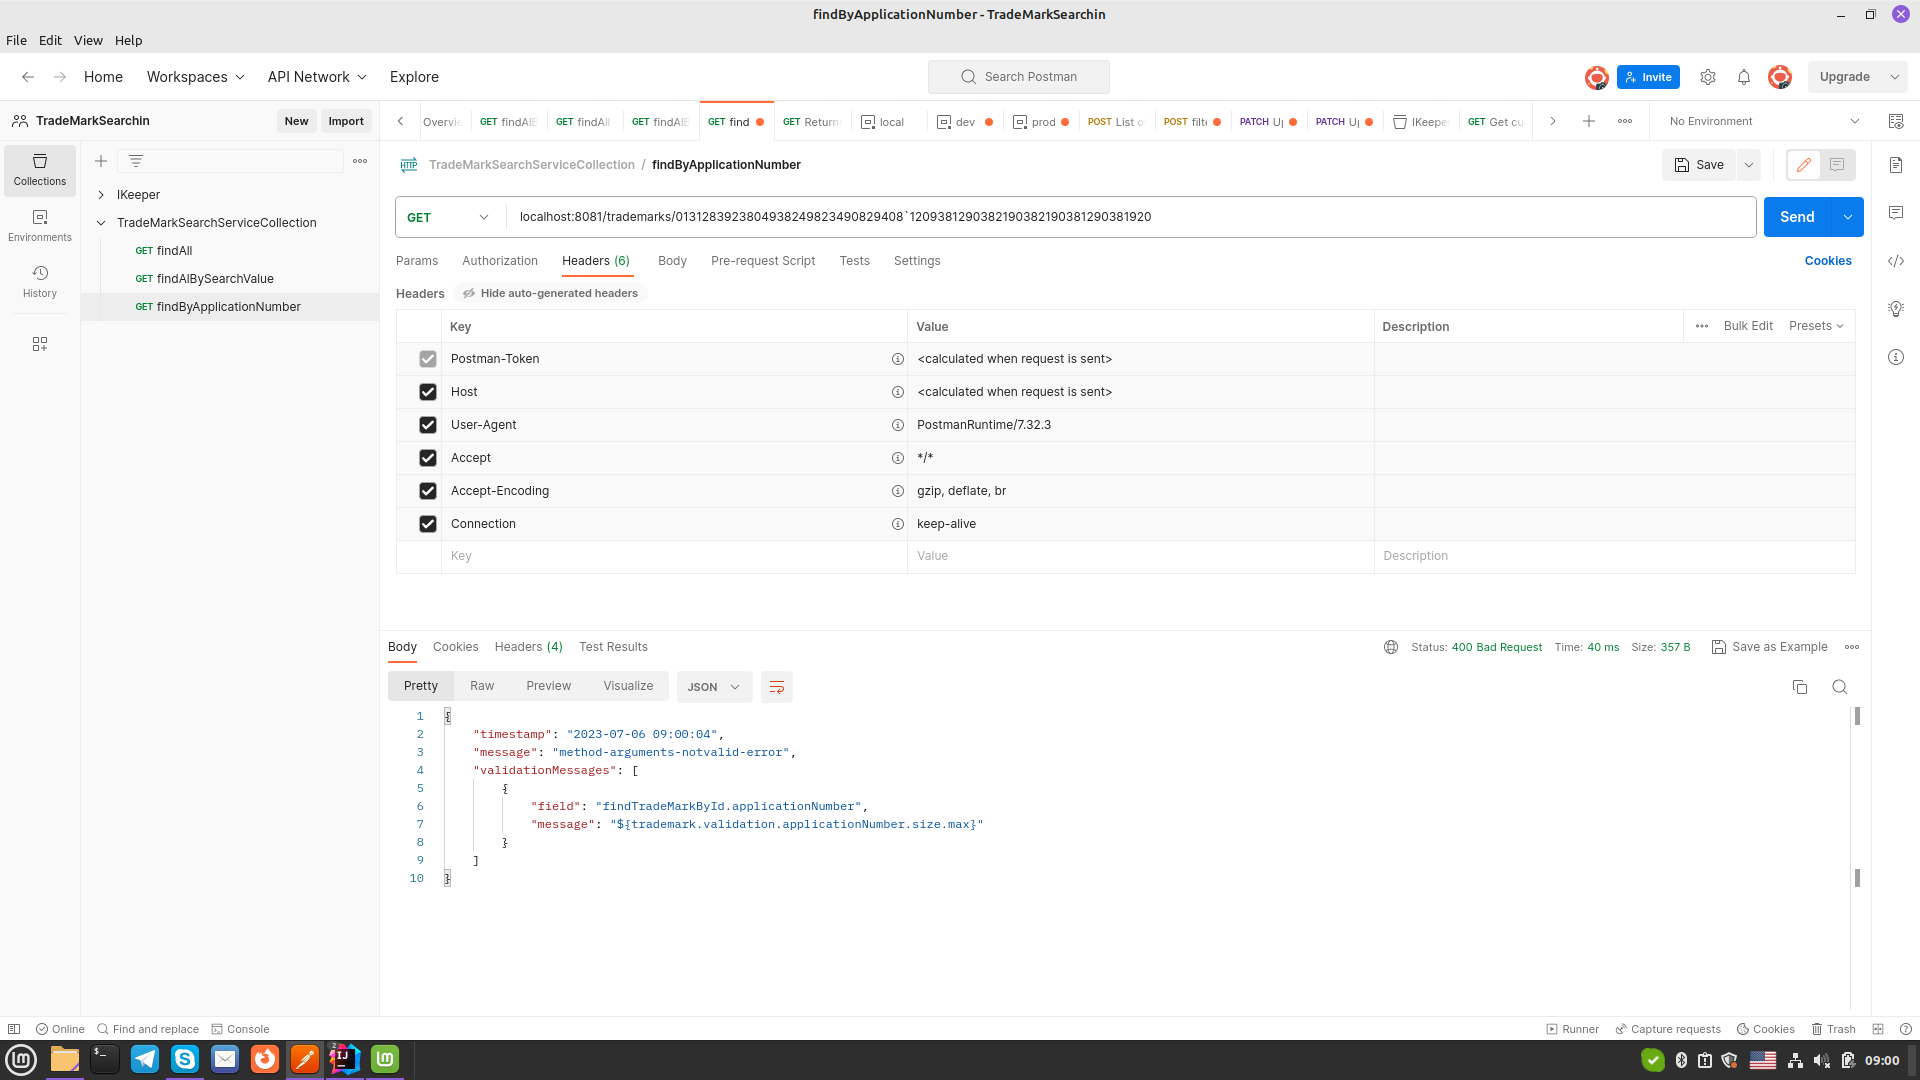 findByApplicationNumber - TradeMarkSearchin
File Edit View Help
Home Workspaces API Network Explore
Search Postman
Invite
Upgrade
TradeMarkSearchin
New Import
Overvie
GET findAlB
GET findAll
GET findAlB
GET find
GET Return
local
dev
prod
POST List o
POST filte
PATCH U
PATCH U
IKeeper
GET Get cu
No Environment
Collections
Environments
History
IKeeper
TradeMarkSearchServiceCollection
GET findAll
GET findAlBySearchValue
GET findByApplicationNumber
HTTP TradeMarkSearchServiceCollection / findByApplicationNumber
Save
GET localhost:8081/trademarks/01312839238049382498234908294​08`1209381290382190382190381290381920
Send
Params Authorization Headers (6) Body Pre-request Script Tests Settings
Cookies
Headers Hide auto-generated headers
Key Value Description ••• Bulk Edit Presets
Postman-Token <calculated when request is sent>
Host <calculated when request is sent>
User-Agent PostmanRuntime/7.32.3
Accept */*
Accept-Encoding gzip, deflate, br
Connection keep-alive
Key Value Description
Body Cookies Headers (4) Test Results
Status: 400 Bad Request Time: 40 ms Size: 357 B Save as Example
Pretty Raw Preview Visualize JSON
1 {
2 "timestamp": "2023-07-06 09:00:04",
3 "message": "method-arguments-notvalid-error",
4 "validationMessages": [
5 {
6 "field": "findTradeMarkById.applicationNumber",
7 "message": "${trademark.validation.applicationNumber.size.max}"
8 }
9 ]
10 }
Online Find and replace Console
Runner Capture requests Cookies Trash
09:00